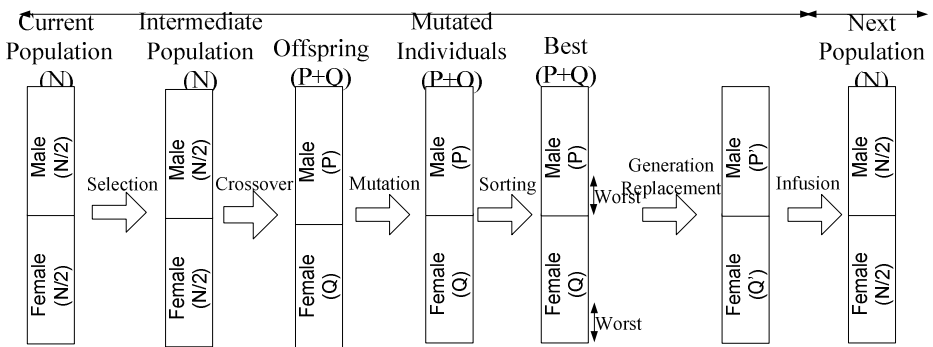 Current
Population
(N)
Intermediate
Population
(N)
Offspring
(P+Q)
Mutated
Individuals
(P+Q)
Best
(P+Q)
Next
Population
(N)
Male
(N/2)
Female
(N/2)
Selection
Male
(N/2)
Female
(N/2)
Crossover
Male
(P)
Female
(Q)
Mutation
Male
(P)
Female
(Q)
Sorting
Male
(P)
Female
(Q)
Worst
Worst
Generation
Replacement
Male
(P')
Female
(Q')
Infusion
Male
(N/2)
Female
(N/2)